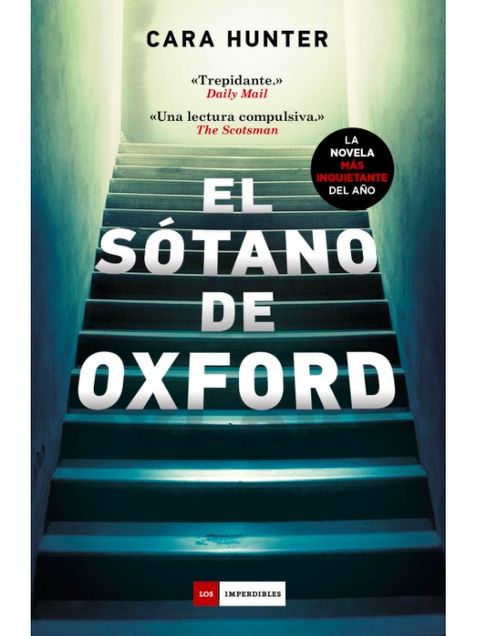 CARA HUNTER
«Trepidante.»
Daily Mail
«Una lectura compulsiva.»
The Scotsman
LA
NOVELA
MÁS
INQUIETANTE
DEL AÑO
EL
SÓTANO
DE
OXFORD
LOS IMPERDIBLES